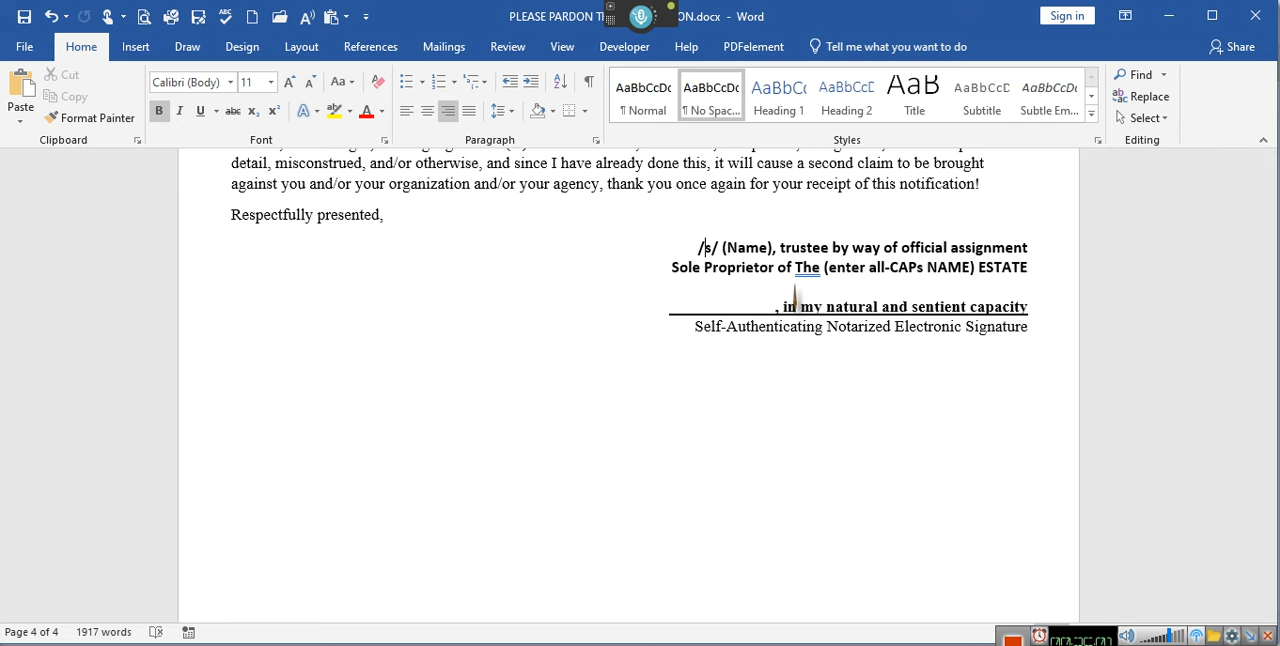 PLEASE PARDON TH ON.docx - Word
Sign in
File Home Insert Draw Design Layout References Mailings Review View Developer Help PDFelement Tell me what you want to do Share
Paste
Cut
Copy
Format Painter
Clipboard
Calibri (Body) 11
Font
Paragraph
AaBbCcDc AaBbCcDc AaBbCc AaBbCcD AaB AaBbCcD AaBbCcDc
¶ Normal ¶ No Spac... Heading 1 Heading 2 Title Subtitle Subtle Em...
Styles
Find
Replace
Select
Editing
detail, misconstrued, and/or otherwise, and since I have already done this, it will cause a second claim to be brought
against you and/or your organization and/or your agency, thank you once again for your receipt of this notification!
Respectfully presented,
/s/ (Name), trustee by way of official assignment
Sole Proprietor of The (enter all-CAPs NAME) ESTATE
, in my natural and sentient capacity
Self-Authenticating Notarized Electronic Signature
Page 4 of 4 1917 words